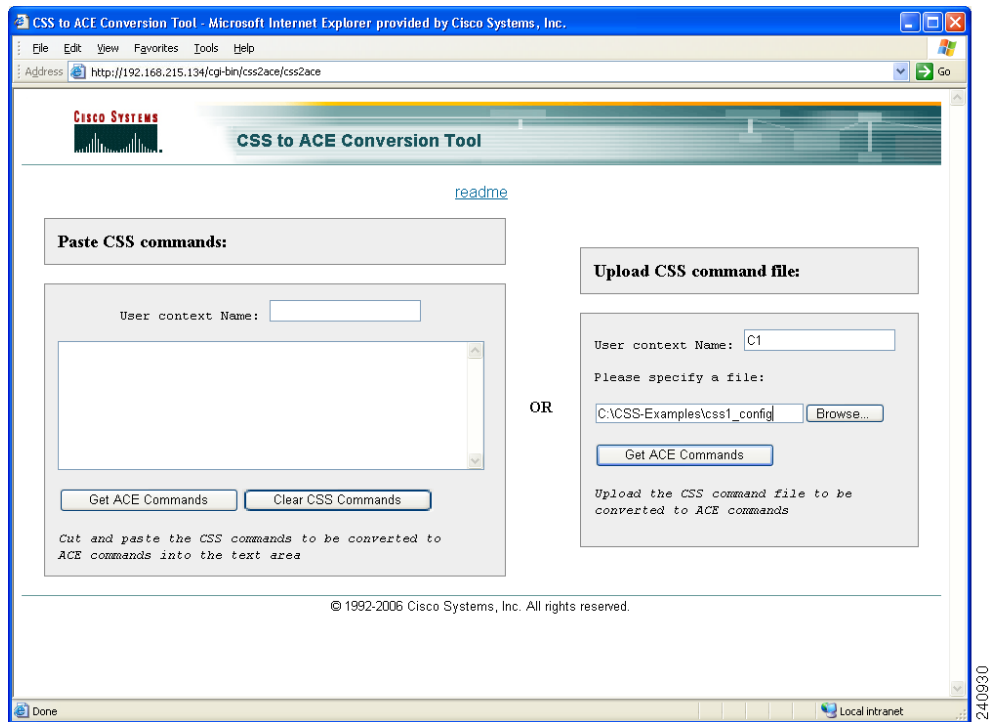 CSS to ACE Conversion Tool - Microsoft Internet Explorer provided by Cisco Systems, Inc.
File Edit View Favorites Tools Help
Address http://192.168.215.134/cgi-bin/css2ace/css2ace Go
CISCO SYSTEMS
CSS to ACE Conversion Tool
readme
Paste CSS commands:
User context Name:
Get ACE Commands Clear CSS Commands
Cut and paste the CSS commands to be converted to
ACE commands into the text area
OR
Upload CSS command file:
User context Name: C1
Please specify a file:
C:\CSS-Examples\css1_config Browse...
Get ACE Commands
Upload the CSS command file to be
converted to ACE commands
© 1992-2006 Cisco Systems, Inc. All rights reserved.
Done Local intranet
240930